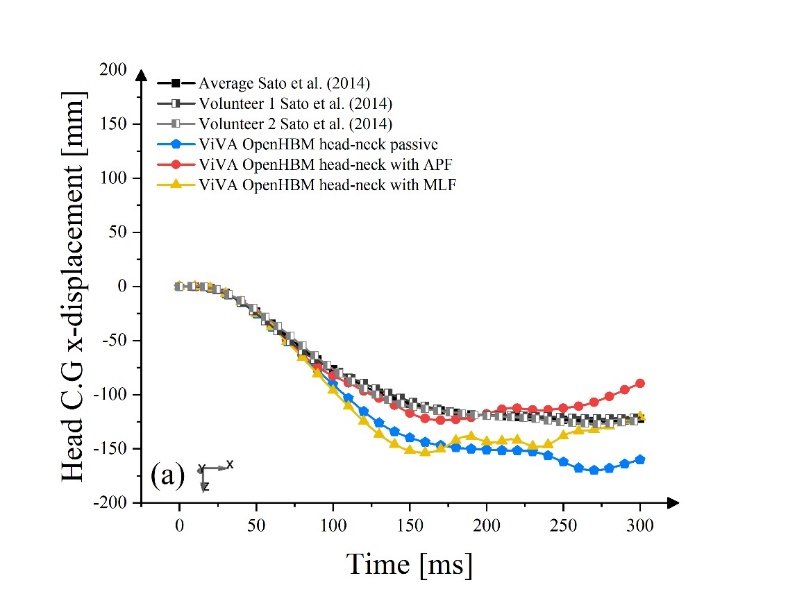 200
150
100
50
0
-50
-100
-150
-200
Head C.G x-displacement [mm]
Average Sato et al. (2014)
Volunteer 1 Sato et al. (2014)
Volunteer 2 Sato et al. (2014)
ViVA OpenHBM head-neck passive
ViVA OpenHBM head-neck with APF
ViVA OpenHBM head-neck with MLF
(a)
Y X
Z
0 50 100 150 200 250 300
Time [ms]